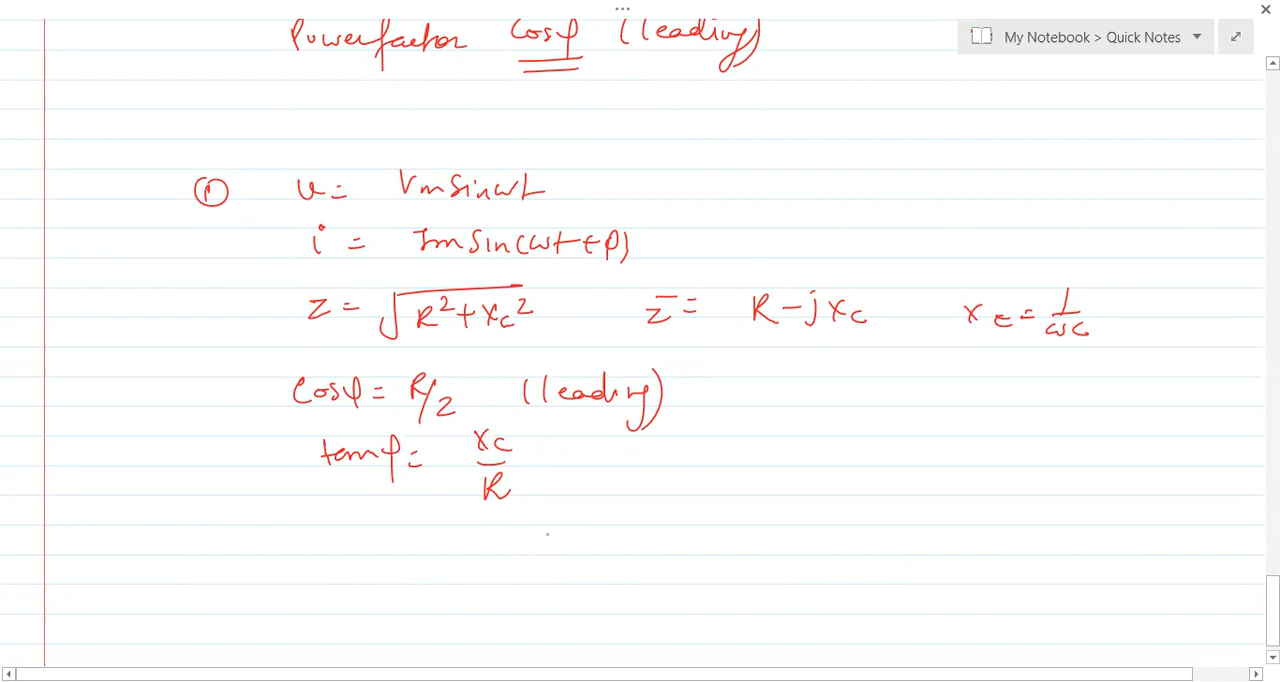 My Notebook > Quick Notes
Powerfactor cosφ (leading)
① v = Vm sinωt
i = Im sin(ωt + φ)
Z = √R² + Xc² Z̄ = R - jXc Xc = 1/ωc
cosφ = R/Z (leading)
tanφ = Xc/R